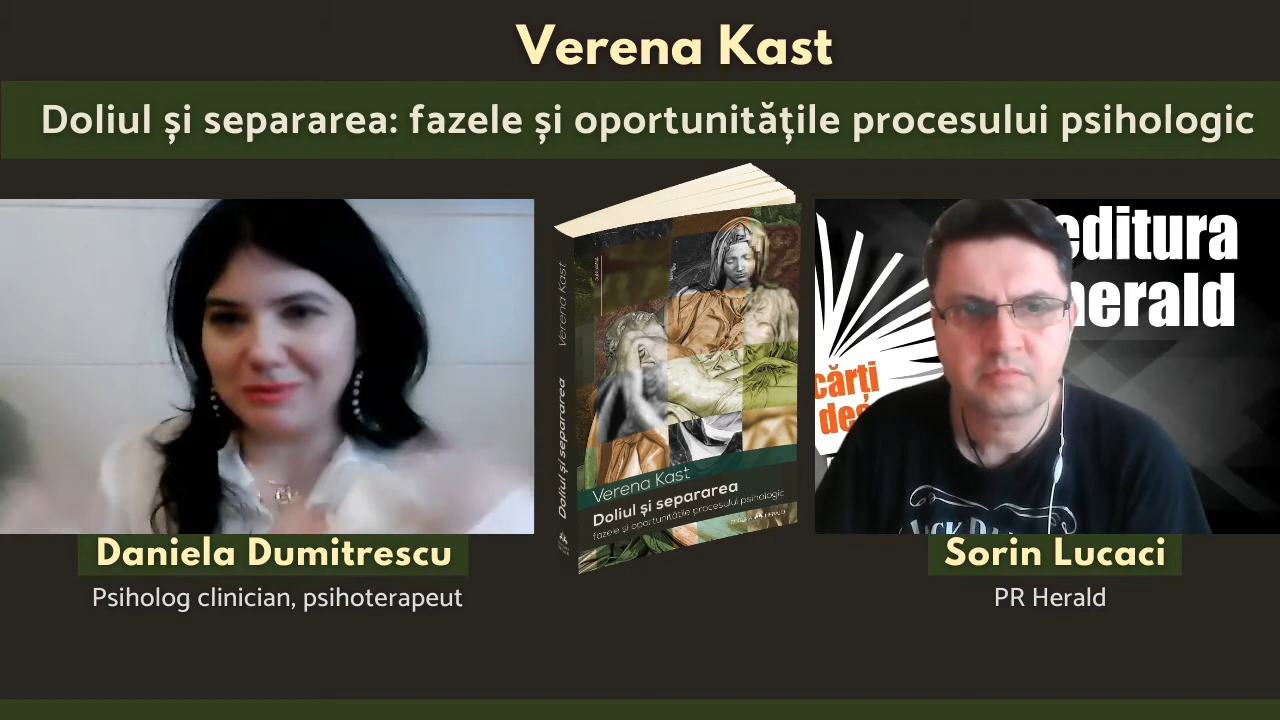 Verena Kast
Doliul și separarea: fazele și oportunitățile procesului psihologic
Verena Kast
Doliul și separarea
Verena Kast
Doliul și separarea
fazele și oportunitățile procesului psihologic
editura
herald
cărți
Daniela Dumitrescu
Psiholog clinician, psihoterapeut
Sorin Lucaci
PR Herald